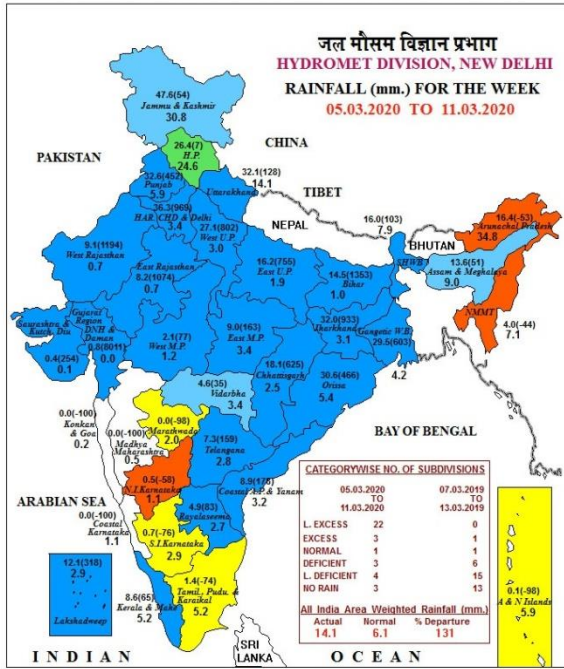 जल मौसम विज्ञान प्रभाग
HYDROMET DIVISION, NEW DELHI
RAINFALL (mm.) FOR THE WEEK
05.03.2020 TO 11.03.2020
47.6(54)
Jammu & Kashmir
30.8
CHINA
PAKISTAN
26.4(7)
H.P.
24.6
32.6(452)
Punjab
5.9
32.1(128)
Uttarakhand
14.1
TIBET
36.3(969)
HAR. CHD & Delhi
3.4
27.1(802)
West U.P.
3.0
NEPAL
16.0(103)
7.9
SHWB
BHUTAN
16.4(-53)
Arunachal Pradesh
34.8
9.1(1194)
West Rajasthan
0.7
East Rajasthan
8.2(1074)
0.7
16.2(755)
East U.P.
1.9
14.5(1353)
Bihar
1.0
13.6(51)
Assam & Meghalaya
9.0
NMMT
4.0(-44)
7.1
Saurashtra &
Kutch, Diu
0.4(254)
0.1
Gujarat
Region
DNH &
Daman
0.8(8011)
0.0
2.1(77)
West M.P.
1.2
9.0(163)
East M.P.
3.4
32.0(933)
Jharkhand
3.1
Gangetic W.B.
29.5(603)
4.2
18.1(625)
Chhattisgarh
2.5
30.6(466)
Orissa
5.4
4.6(35)
Vidarbha
3.4
0.0(-100)
Konkan
& Goa
0.2
0.0(-100)
Madhya
Maharashtra
0.5
0.0(-98)
Marathwada
2.0
7.3(159)
Telangana
2.8
BAY OF BENGAL
ARABIAN SEA
0.5(-58)
N.I.Karnataka
1.1
8.9(178)
Coastal A.P. & Yanam
3.2
0.0(-100)
Coastal
Karnataka
1.1
4.9(83)
Rayalaseema
2.7
0.7(-76)
S.I.Karnataka
2.9
12.1(318)
2.9
Lakshadweep
8.6(65)
Kerala & Mahe
5.2
1.4(-74)
Tamil, Pudu. &
Karaikal
5.2
CATEGORYWISE NO. OF SUBDIVISIONS
05.03.2020 TO 11.03.2020 07.03.2019 TO 13.03.2019
L. EXCESS 22 0
EXCESS 3 1
NORMAL 1 1
DEFICIENT 3 6
L. DEFICIENT 4 15
NO RAIN 3 13
All India Area Weighted Rainfall (mm.)
Actual Normal % Departure
14.1 6.1 131
0.1(-98)
A & N Islands
5.9
SRI
LANKA
INDIAN OCEAN